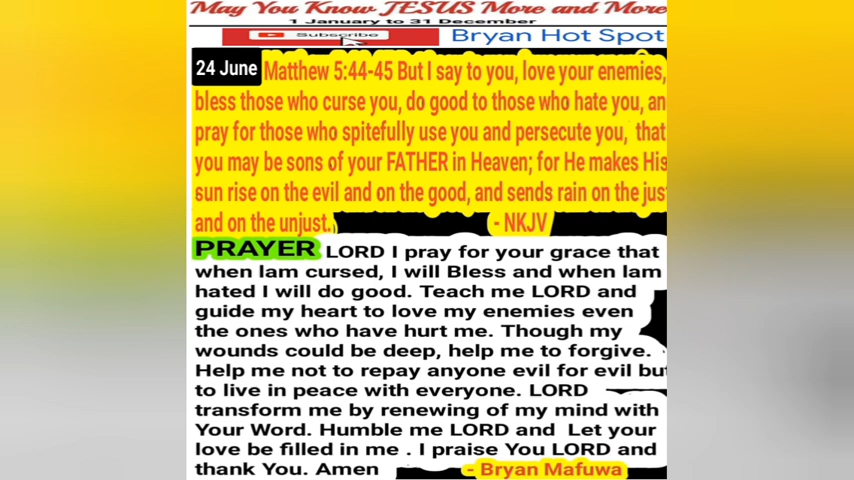 May You Know JESUS More and More
1 January to 31 December
Subscribe Bryan Hot Spot
24 June Matthew 5:44-45 But I say to you, love your enemies,
bless those who curse you, do good to those who hate you, an
pray for those who spitefully use you and persecute you, that
you may be sons of your FATHER in Heaven; for He makes His
sun rise on the evil and on the good, and sends rain on the jus
and on the unjust. - NKJV
PRAYER LORD I pray for your grace that
when Iam cursed, I will Bless and when Iam
hated I will do good. Teach me LORD and
guide my heart to love my enemies even
the ones who have hurt me. Though my
wounds could be deep, help me to forgive.
Help me not to repay anyone evil for evil but
to live in peace with everyone. LORD
transform me by renewing of my mind with
Your Word. Humble me LORD and Let your
love be filled in me . I praise You LORD and
thank You. Amen - Bryan Mafuwa